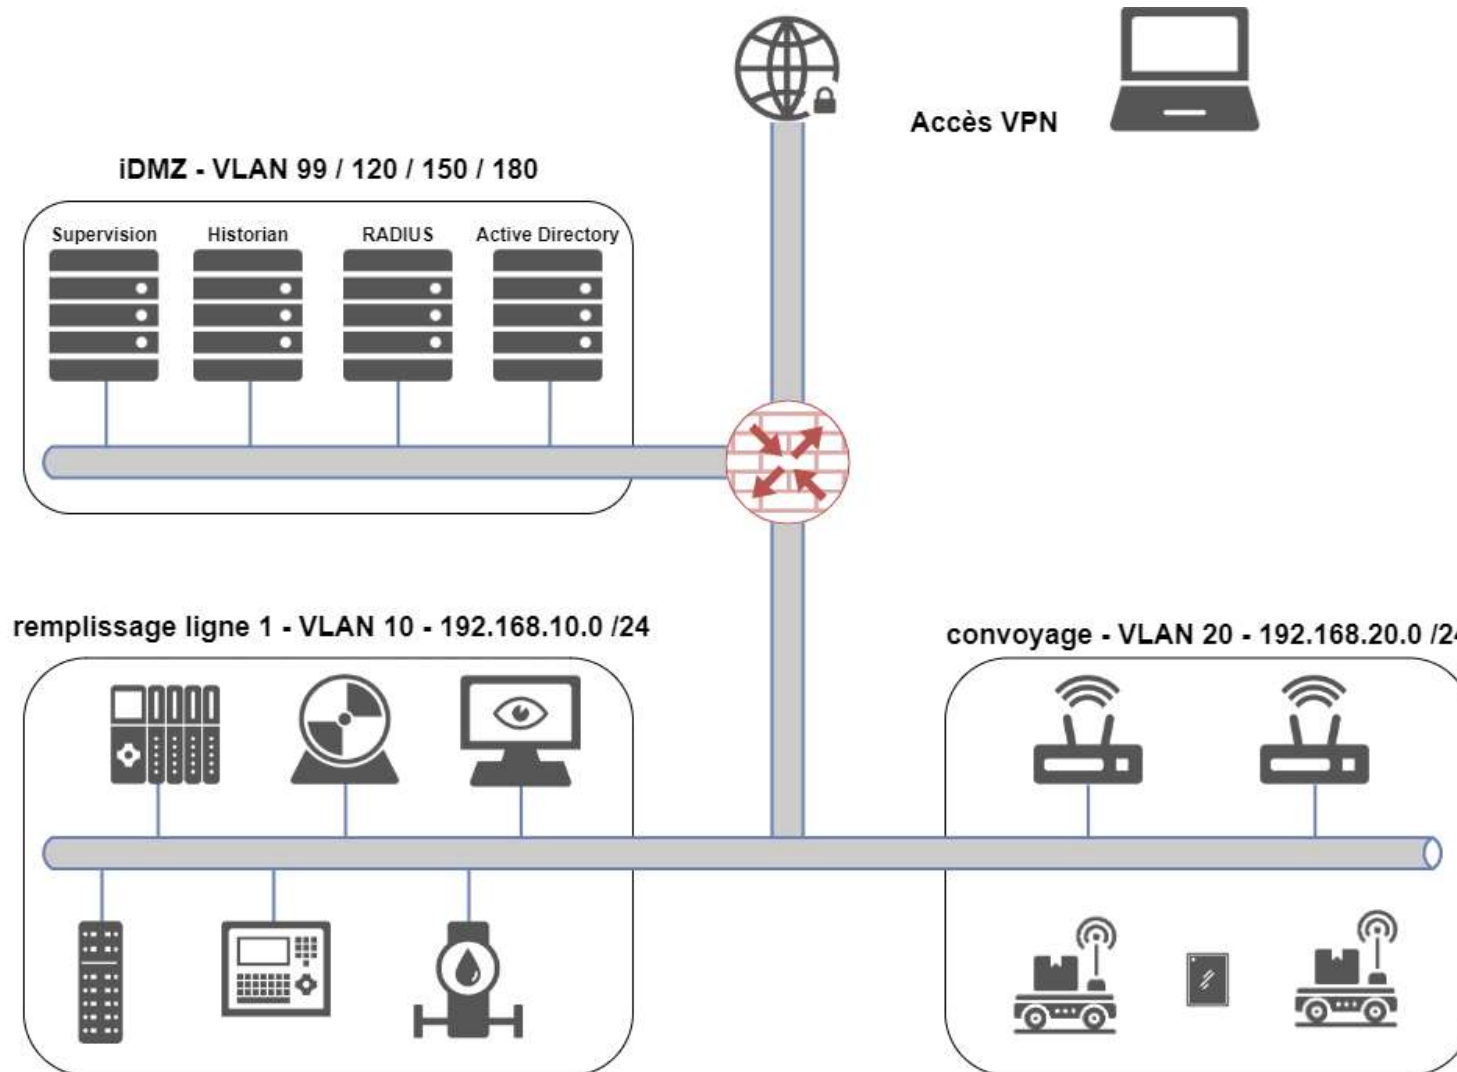 Accès VPN
iDMZ - VLAN 99 / 120 / 150 / 180
Supervision
Historian
RADIUS
Active Directory
remplissage ligne 1 - VLAN 10 - 192.168.10.0 /24
convoyage - VLAN 20 - 192.168.20.0 /24